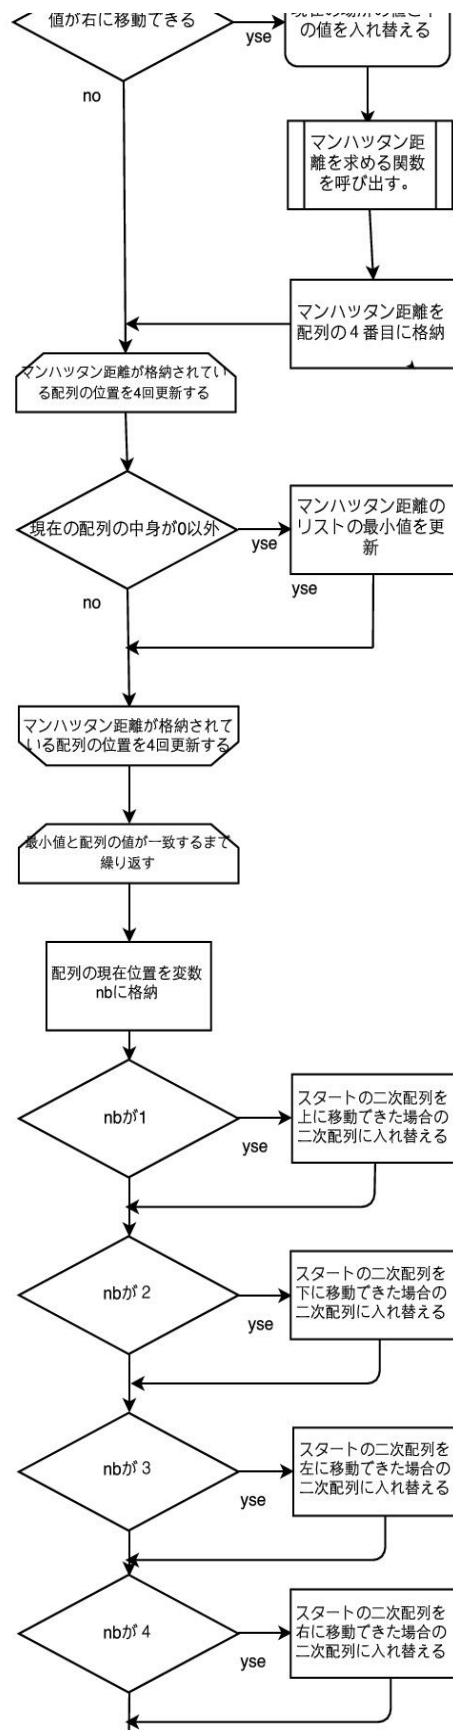 値が右に移動できる
yse
の値を入れ替える
no
マンハッタン距
離を求める関数
を呼び出す。
マンハッタン距離を
配列の４番目に格納
マンハッタン距離が格納されてい
る配列の位置を4回更新する
現在の配列の中身が0以外
yse
マンハッタン距離の
リストの最小値を更
新
yse
no
マンハッタン距離が格納されて
いる配列の位置を4回更新する
最小値と配列の値が一致するまで
繰り返す
配列の現在位置を変数
nbに格納
nbが1
yse
スタートの二次配列を
上に移動できた場合の
二次配列に入れ替える
nbが２
yse
スタートの二次配列を
下に移動できた場合の
二次配列に入れ替える
nbが３
yse
スタートの二次配列を
左に移動できた場合の
二次配列に入れ替える
nbが４
yse
スタートの二次配列を
右に移動できた場合の
二次配列に入れ替える